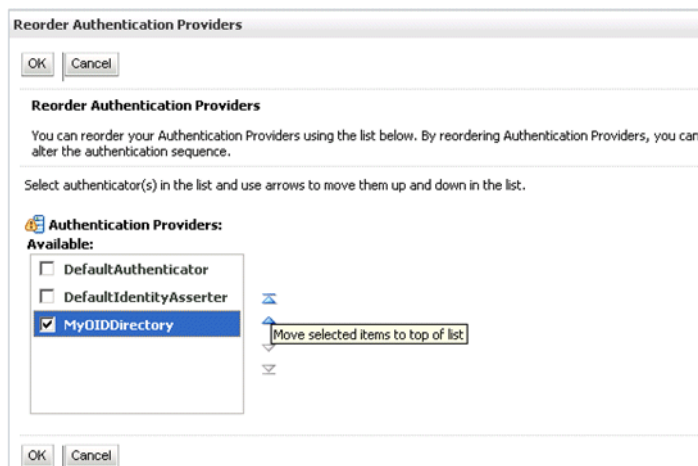 Reorder Authentication Providers
OK Cancel
Reorder Authentication Providers
You can reorder your Authentication Providers using the list below. By reordering Authentication Providers, you can
alter the authentication sequence.
Select authenticator(s) in the list and use arrows to move them up and down in the list.
Authentication Providers:
Available:
DefaultAuthenticator
DefaultIdentityAsserter
MyOIDDirectory
Move selected items to top of list
OK Cancel